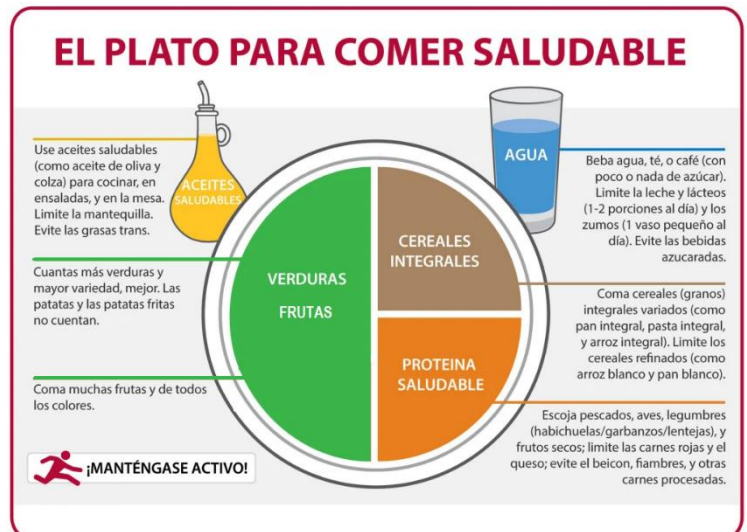 EL PLATO PARA COMER SALUDABLE
Use aceites saludables
(como aceite de oliva y
colza) para cocinar, en
ensaladas, y en la mesa.
Limite la mantequilla.
Evite las grasas trans.
ACEITES
SALUDABLES
AGUA
Beba agua, té, o café (con
poco o nada de azúcar).
Limite la leche y lácteos
(1-2 porciones al día) y los
zumos (1 vaso pequeño al
día). Evite las bebidas
azucaradas.
Cuantas más verduras y
mayor variedad, mejor. Las
patatas y las patatas fritas
no cuentan.
VERDURAS
FRUTAS
CEREALES
INTEGRALES
Coma cereales (granos)
integrales variados (como
pan integral, pasta integral,
y arroz integral). Limite los
cereales refinados (como
arroz blanco y pan blanco).
Coma muchas frutas y de todos
los colores.
PROTEINA
SALUDABLE
Escoja pescados, aves, legumbres
(habichuelas/garbanzos/lentejas), y
frutos secos; limite las carnes rojas y el
queso; evite el beicon, fiambres, y otras
carnes procesadas.
¡MANTÉNGASE ACTIVO!